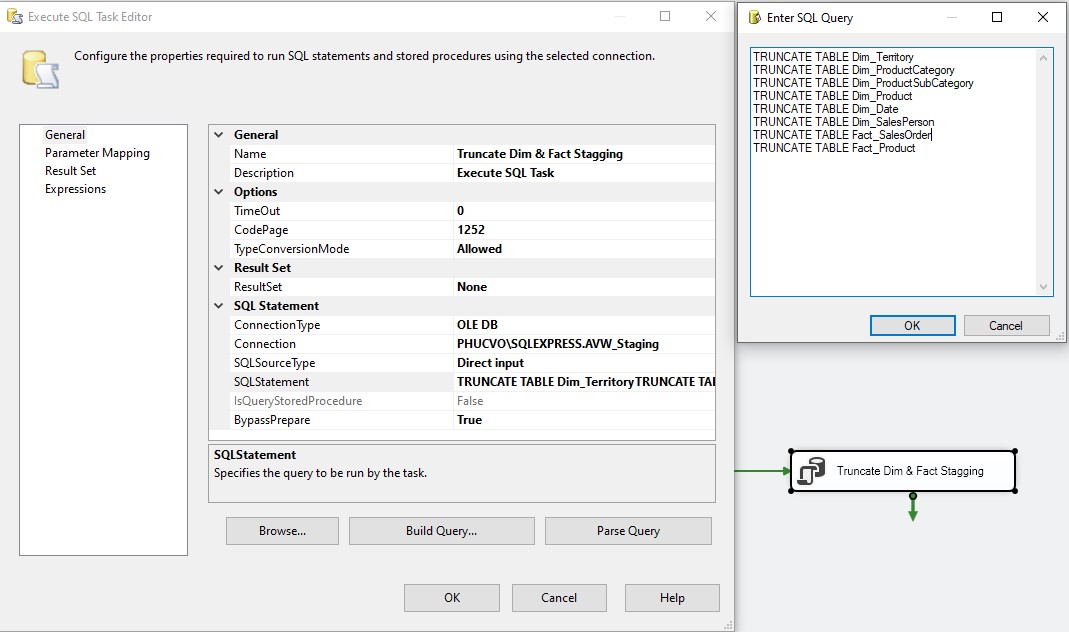 Execute SQL Task Editor
Configure the properties required to run SQL statements and stored procedures using the selected connection.
General
Parameter Mapping
Result Set
Expressions
General
Name Truncate Dim & Fact Stagging
Description Execute SQL Task
Options
TimeOut 0
CodePage 1252
TypeConversionMode Allowed
Result Set
ResultSet None
SQL Statement
ConnectionType OLE DB
Connection PHUCVO\SQLEXPRESS.AVW_Staging
SQLSourceType Direct input
SQLStatement TRUNCATE TABLE Dim_TerritoryTRUNCATE TAI
IsQueryStoredProcedure False
BypassPrepare True
SQLStatement
Specifies the query to be run by the task.
Browse... Build Query... Parse Query
OK Cancel Help
Enter SQL Query
TRUNCATE TABLE Dim_Territory
TRUNCATE TABLE Dim_ProductCategory
TRUNCATE TABLE Dim_ProductSubCategory
TRUNCATE TABLE Dim_Product
TRUNCATE TABLE Dim_Date
TRUNCATE TABLE Dim_SalesPerson
TRUNCATE TABLE Fact_SalesOrder
TRUNCATE TABLE Fact_Product
OK Cancel
Truncate Dim & Fact Stagging